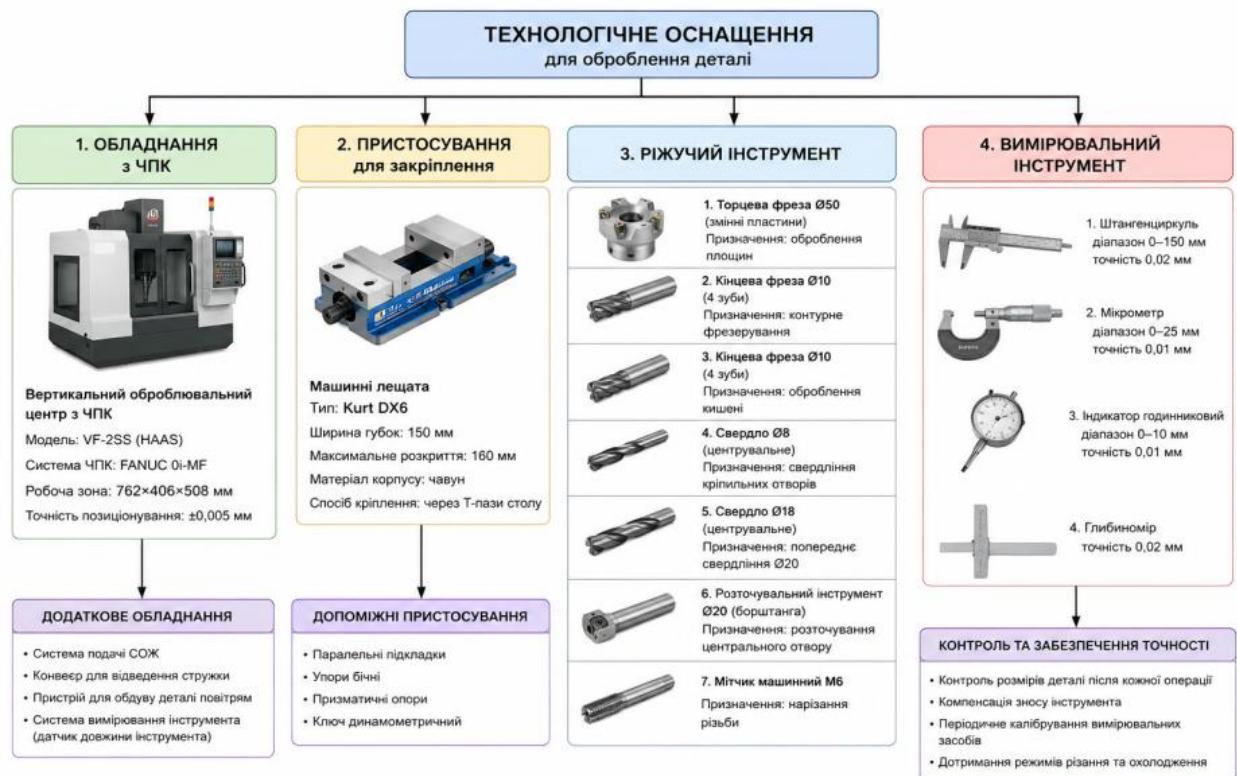 ТЕХНОЛОГІЧНЕ ОСНАЩЕННЯ
для оброблення деталі
1. ОБЛАДНАННЯ
з ЧПК
Вертикальний оброблювальний
центр з ЧПК
Модель: VF-2SS (HAAS)
Система ЧПК: FANUC 0i-MF
Робоча зона: 762×406×508 мм
Точність позиціонування: ±0,005 мм
ДОДАТКОВЕ ОБЛАДНАННЯ
• Система подачі СОЖ
• Конвеєр для відведення стружки
• Пристрій для обдуву деталі повітрям
• Система вимірювання інструмента
(датчик довжини інструмента)
2. ПРИСТОСУВАННЯ
для закріплення
Машинні лещата
Тип: Kurt DX6
Ширина губок: 150 мм
Максимальне розкриття: 160 мм
Матеріал корпусу: чавун
Спосіб кріплення: через Т-пази столу
ДОПОМІЖНІ ПРИСТОСУВАННЯ
• Паралельні підкладки
• Упори бічні
• Призматичні опори
• Ключ динамометричний
3. РІЖУЧИЙ ІНСТРУМЕНТ
1. Торцева фреза Ø50
(змінні пластини)
Призначення: оброблення
площин
2. Кінцева фреза Ø10
(4 зуби)
Призначення: контурне
фрезерування
3. Кінцева фреза Ø10
(4 зуби)
Призначення: оброблення
кишені
4. Свердло Ø8
(центрувальне)
Призначення: свердління
кріпильних отворів
5. Свердло Ø18
(центрувальне)
Призначення: попереднє
свердління Ø20
6. Розточувальний інструмент
Ø20 (борштанга)
Призначення: розточування
центрального отвору
7. Мітчик машинний М6
Призначення: нарізання
різьби
4. ВИМІРЮВАЛЬНИЙ
ІНСТРУМЕНТ
1. Штангенциркуль
діапазон 0–150 мм
точність 0,02 мм
2. Мікрометр
діапазон 0–25 мм
точність 0,01 мм
3. Індикатор годинниковий
діапазон 0–10 мм
точність 0,01 мм
4. Глибиномір
точність 0,02 мм
КОНТРОЛЬ ТА ЗАБЕЗПЕЧЕННЯ ТОЧНОСТІ
• Контроль розмірів деталі після кожної операції
• Компенсація зносу інструмента
• Періодичне калібрування вимірювальних
засобів
• Дотримання режимів різання та охолодження